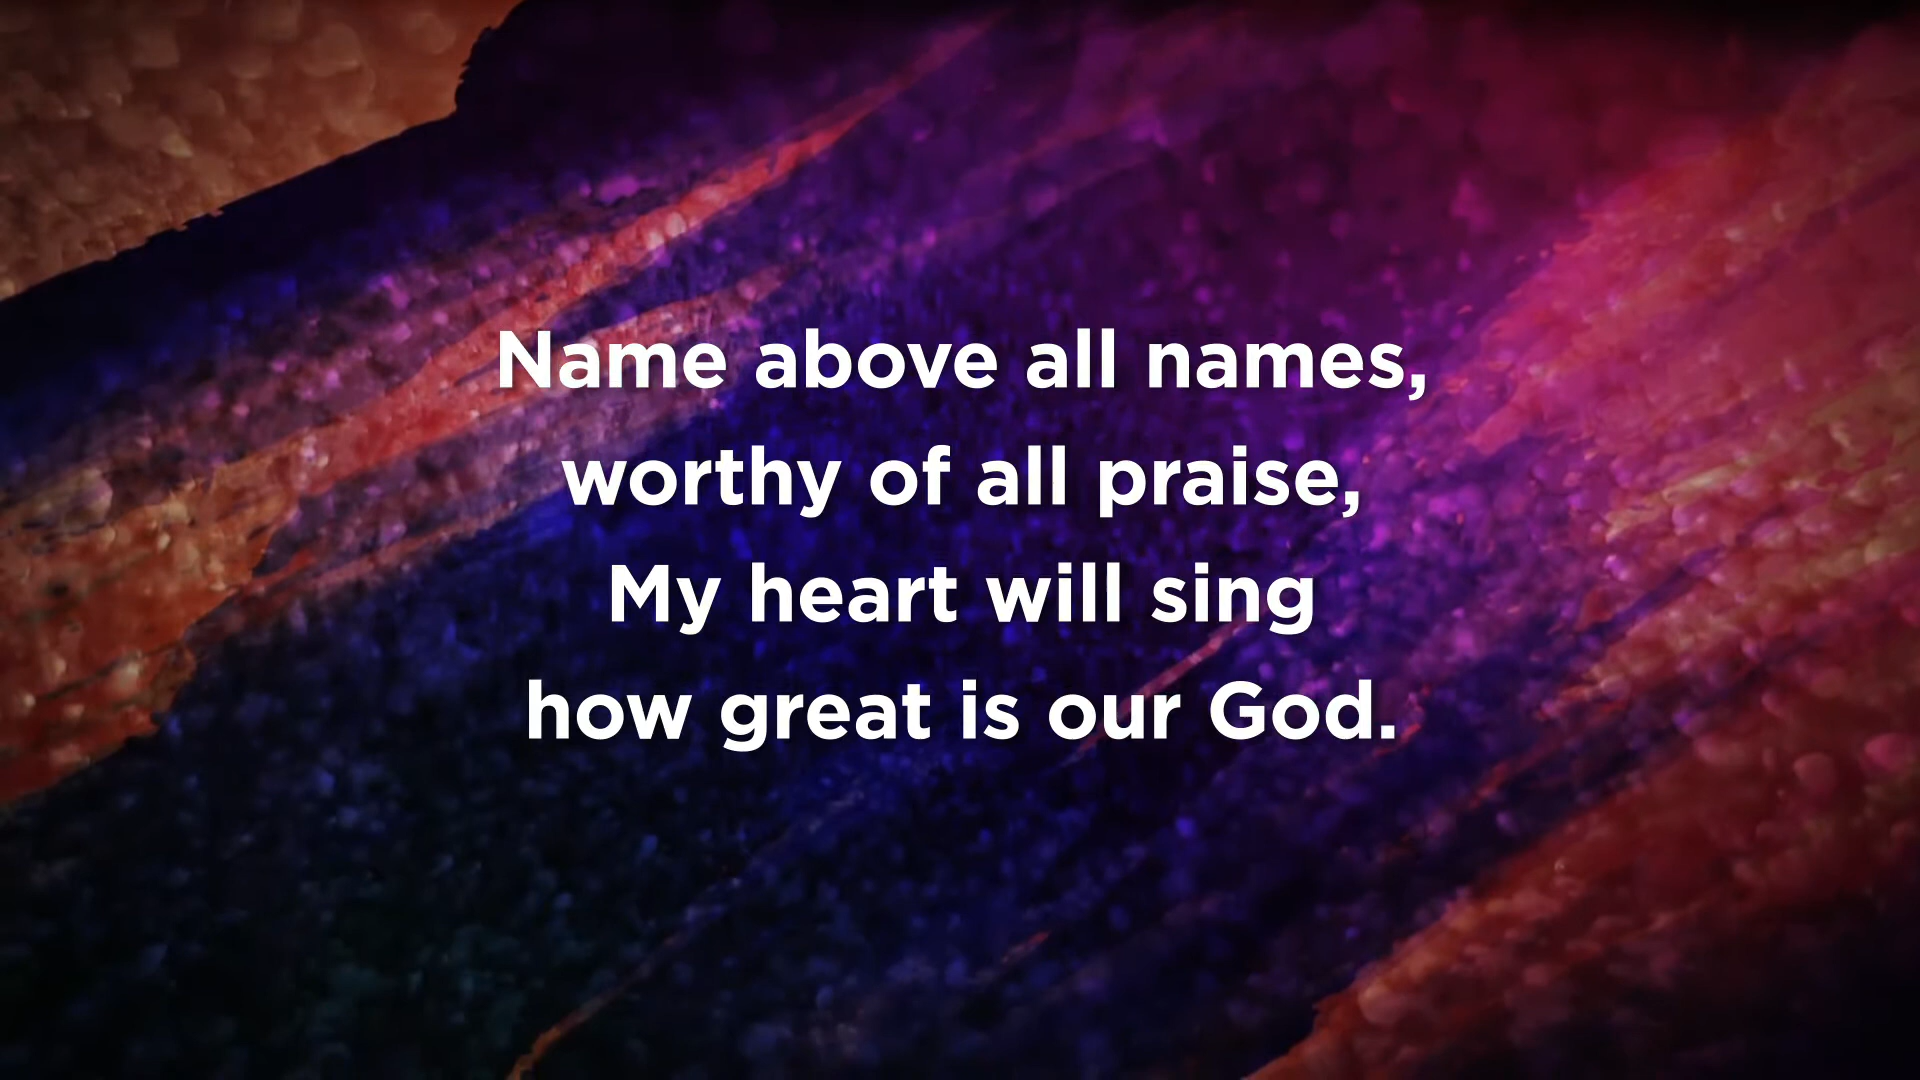 Name above all names,
worthy of all praise,
My heart will sing
how great is our God.